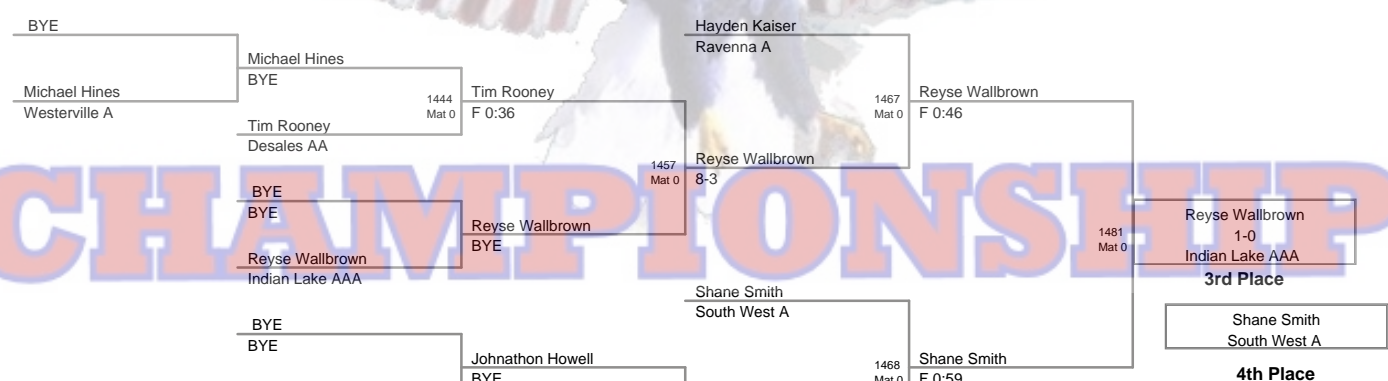 BYE
Michael Hines
Westerville A
Michael Hines
BYE
Tim Rooney
Desales AA
1444
Mat 0
Tim Rooney
F 0:36
BYE
BYE
Reyse Wallbrown
Indian Lake AAA
Reyse Wallbrown
BYE
1457
Mat 0
Hayden Kaiser
Ravenna A
Reyse Wallbrown
8-3
1467
Mat 0
Reyse Wallbrown
F 0:46
CHAMPIONSHIP
1481
Mat 0
Reyse Wallbrown
1-0
Indian Lake AAA
3rd Place
Shane Smith
South West A
BYE
BYE
Johnathon Howell
BYE
1468
Mat 0
Shane Smith
F 0:59
Shane Smith
South West A
4th Place